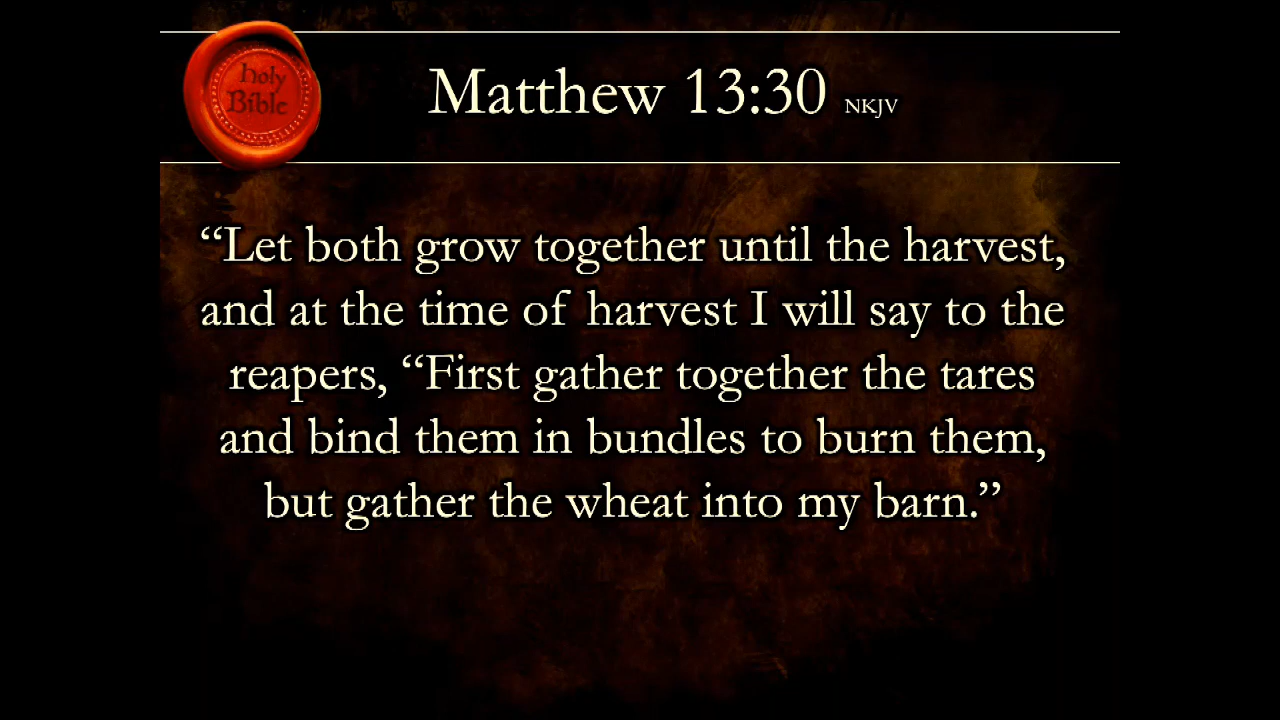 holy
Bible
Matthew 13:30 NKJV
“Let both grow together until the harvest,
and at the time of harvest I will say to the
reapers, “First gather together the tares
and bind them in bundles to burn them,
but gather the wheat into my barn.”